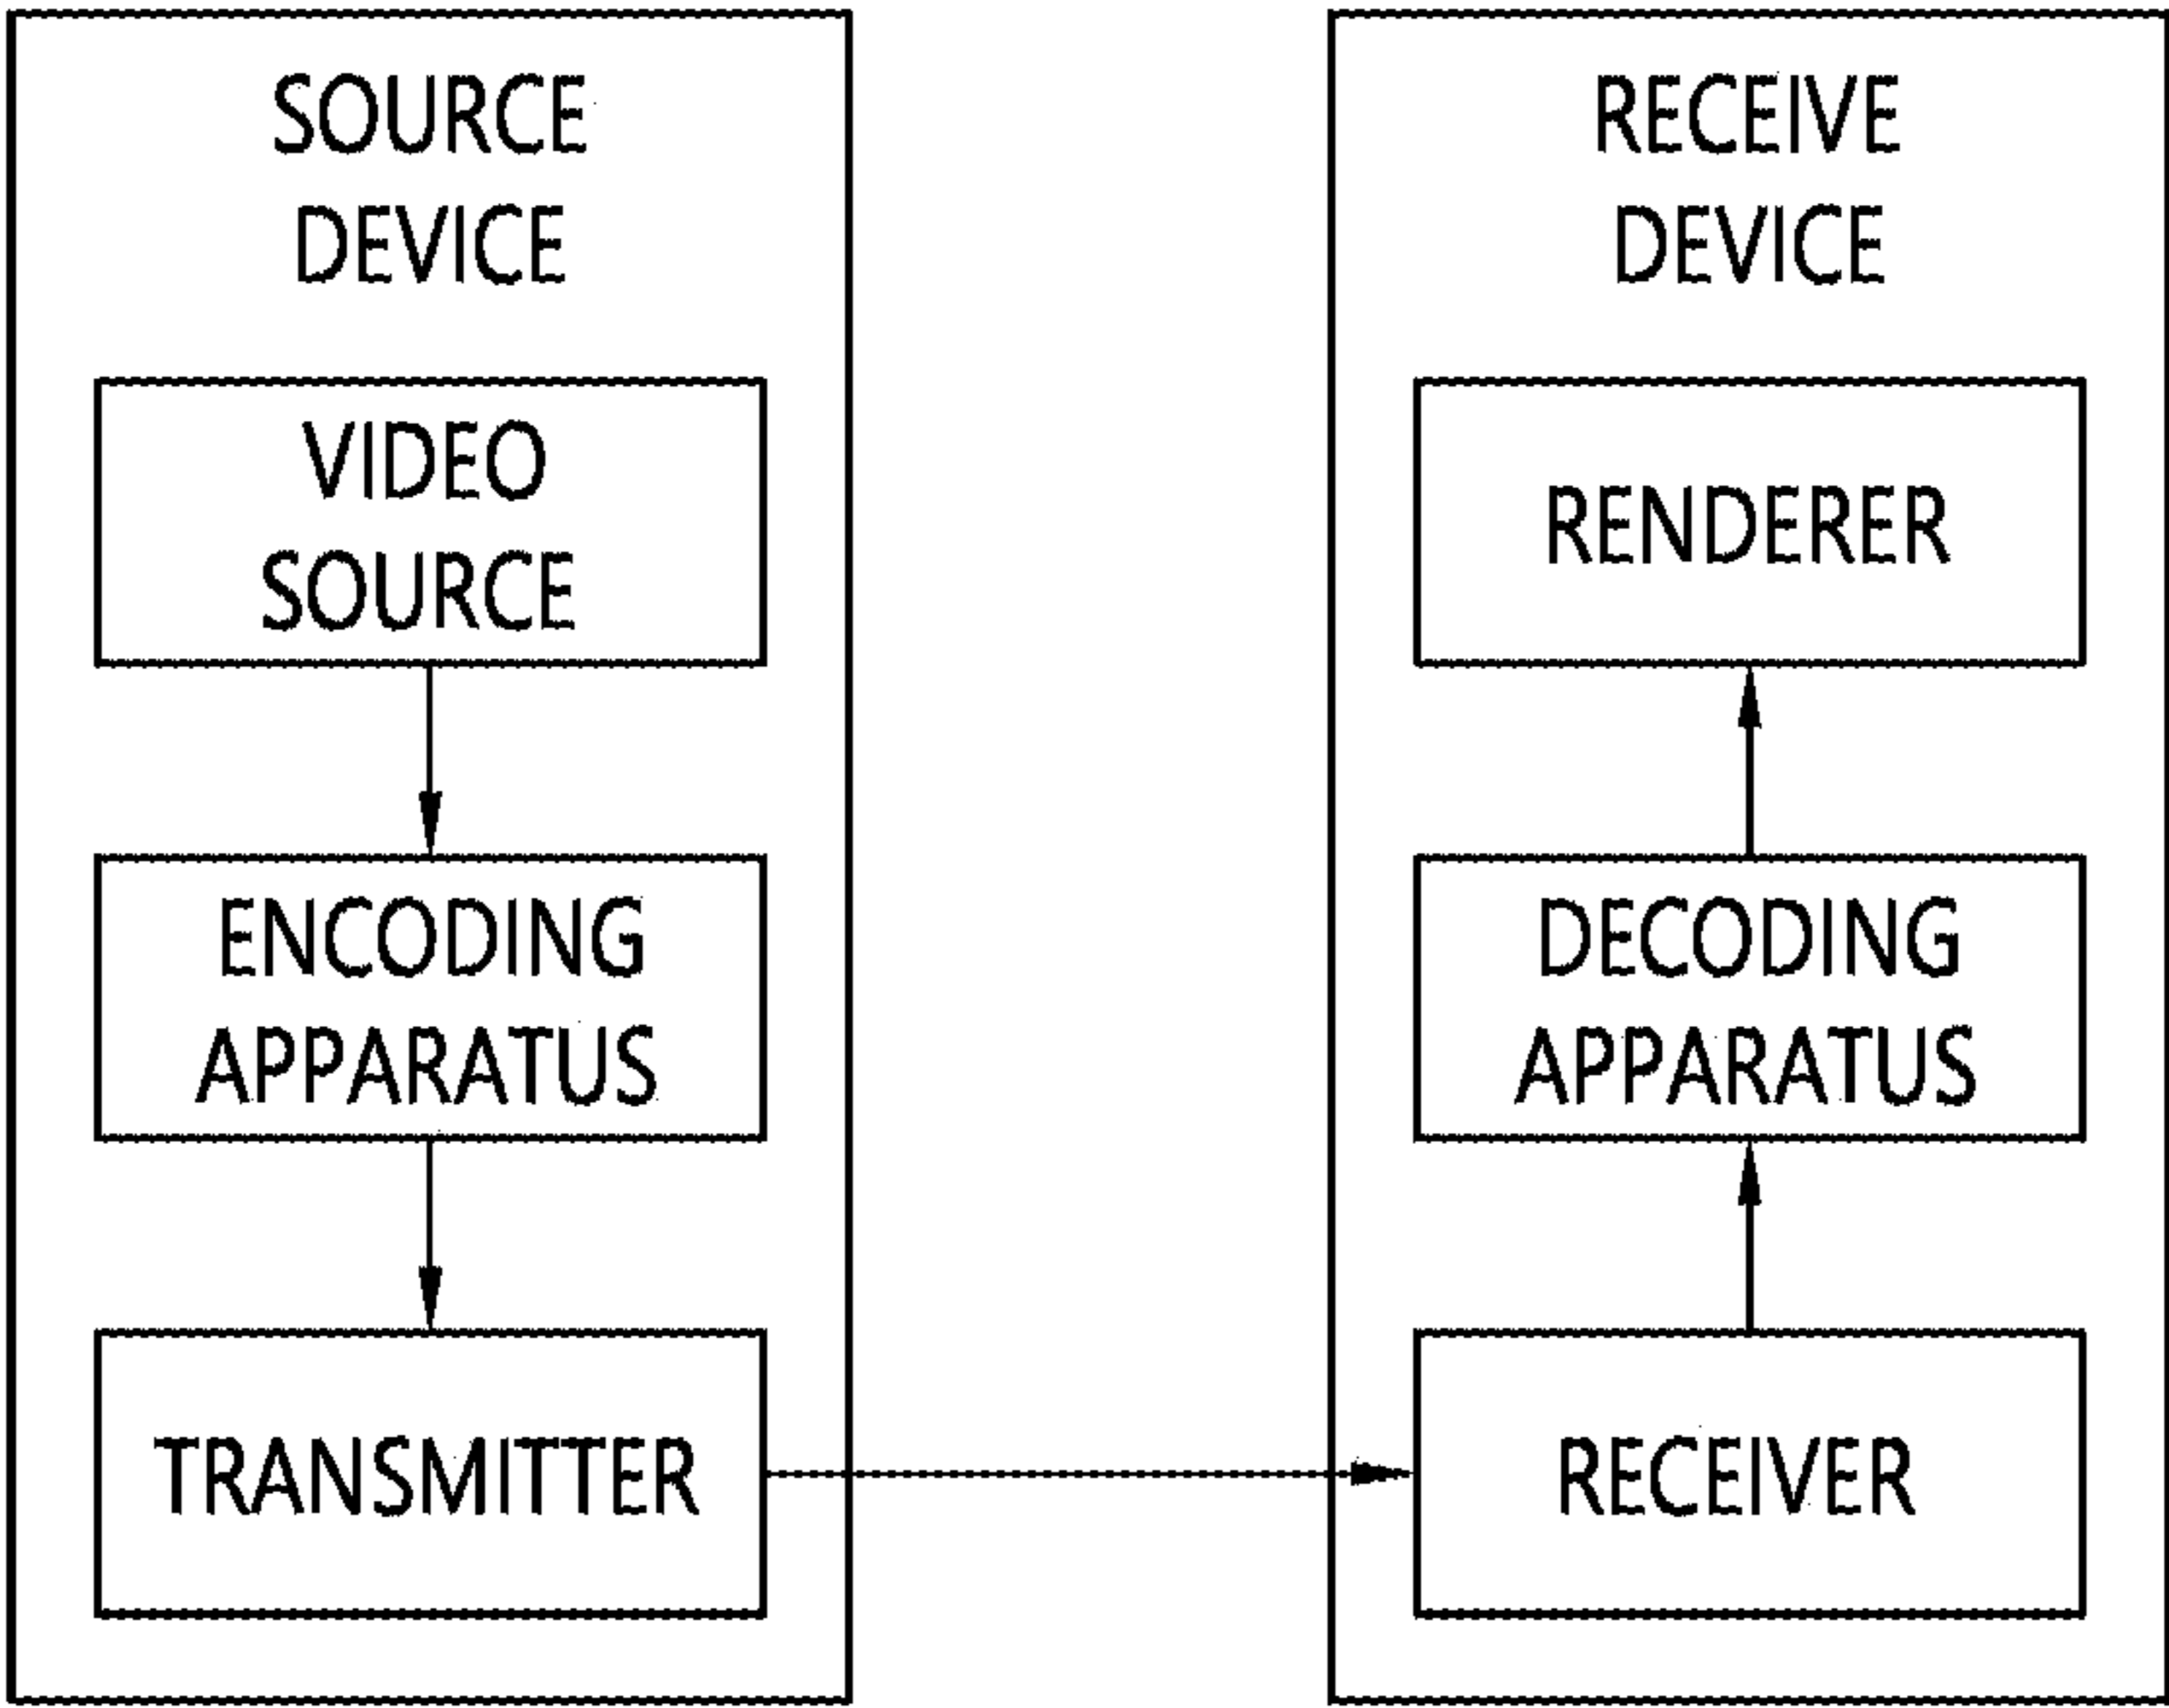 SOURCE
DEVICE
VIDEO
SOURCE
ENCODING
APPARATUS
TRANSMITTER
RECEIVE
DEVICE
RENDERER
DECODING
APPARATUS
RECEIVER